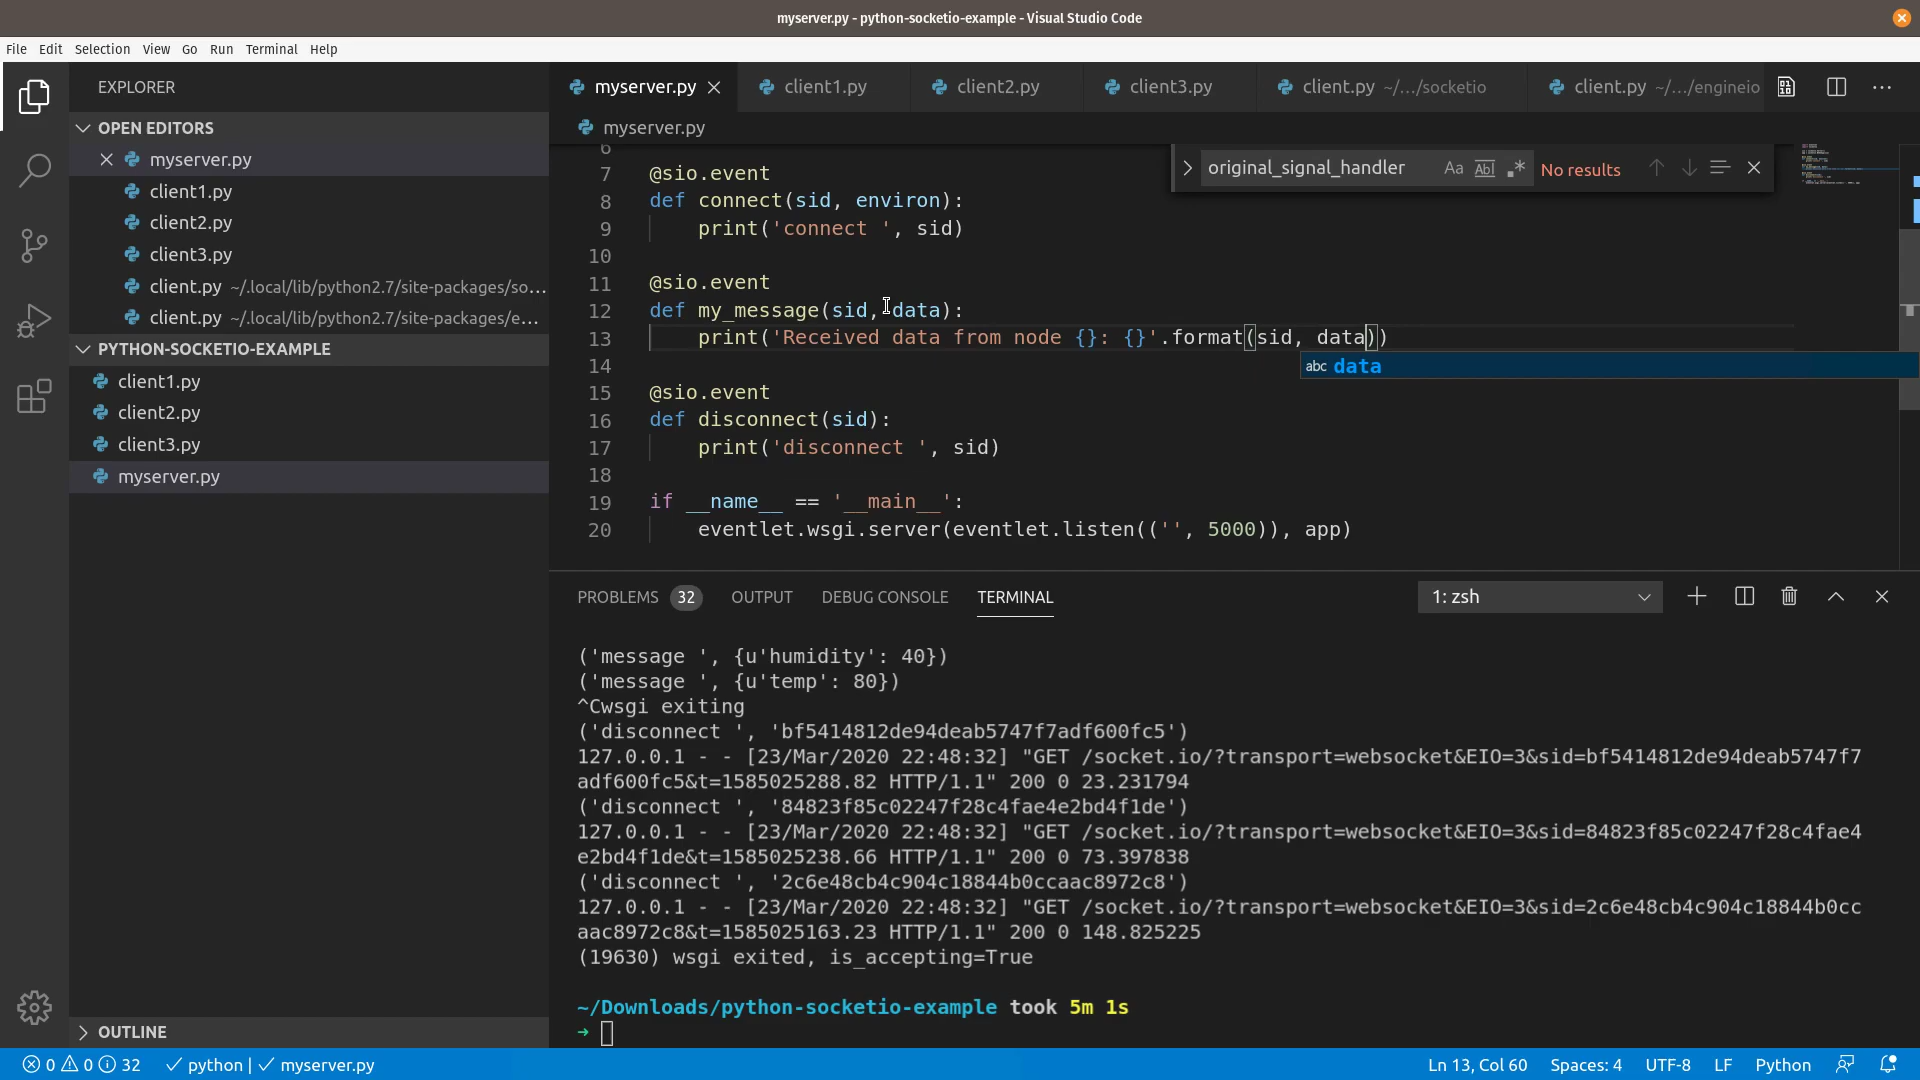 myserver.py - python-socketio-example - Visual Studio Code
File Edit Selection View Go Run Terminal Help
EXPLORER
OPEN EDITORS
myserver.py
client1.py
client2.py
client3.py
client.py ~/.local/lib/python2.7/site-packages/so...
client.py ~/.local/lib/python2.7/site-packages/e...
PYTHON-SOCKETIO-EXAMPLE
client1.py
client2.py
client3.py
myserver.py
OUTLINE
myserver.py client1.py client2.py client3.py client.py ~/.../socketio client.py ~/.../engineio
myserver.py
original_signal_handler Aa Abl .* No results
6
7 @sio.event
8 def connect(sid, environ):
9 print('connect ', sid)
10
11 @sio.event
12 def my_message(sid, data):
13 print('Received data from node {}: {}'.format(sid, data))
abc data
14
15 @sio.event
16 def disconnect(sid):
17 print('disconnect ', sid)
18
19 if __name__ == '__main__':
20 eventlet.wsgi.server(eventlet.listen(('', 5000)), app)
PROBLEMS 32 OUTPUT DEBUG CONSOLE TERMINAL 1: zsh
('message ', {u'humidity': 40})
('message ', {u'temp': 80})
^Cwsgi exiting
('disconnect ', 'bf5414812de94deab5747f7adf600fc5')
127.0.0.1 - - [23/Mar/2020 22:48:32] "GET /socket.io/?transport=websocket&EIO=3&sid=bf5414812de94deab5747f7
adf600fc5&t=1585025288.82 HTTP/1.1" 200 0 23.231794
('disconnect ', '84823f85c02247f28c4fae4e2bd4f1de')
127.0.0.1 - - [23/Mar/2020 22:48:32] "GET /socket.io/?transport=websocket&EIO=3&sid=84823f85c02247f28c4fae4
e2bd4f1de&t=1585025238.66 HTTP/1.1" 200 0 73.397838
('disconnect ', '2c6e48cb4c904c18844b0ccaac8972c8')
127.0.0.1 - - [23/Mar/2020 22:48:32] "GET /socket.io/?transport=websocket&EIO=3&sid=2c6e48cb4c904c18844b0cc
aac8972c8&t=1585025163.23 HTTP/1.1" 200 0 148.825225
(19630) wsgi exited, is_accepting=True
~/Downloads/python-socketio-example took 5m 1s
➜
0 0 32 python | myserver.py Ln 13, Col 60 Spaces: 4 UTF-8 LF Python